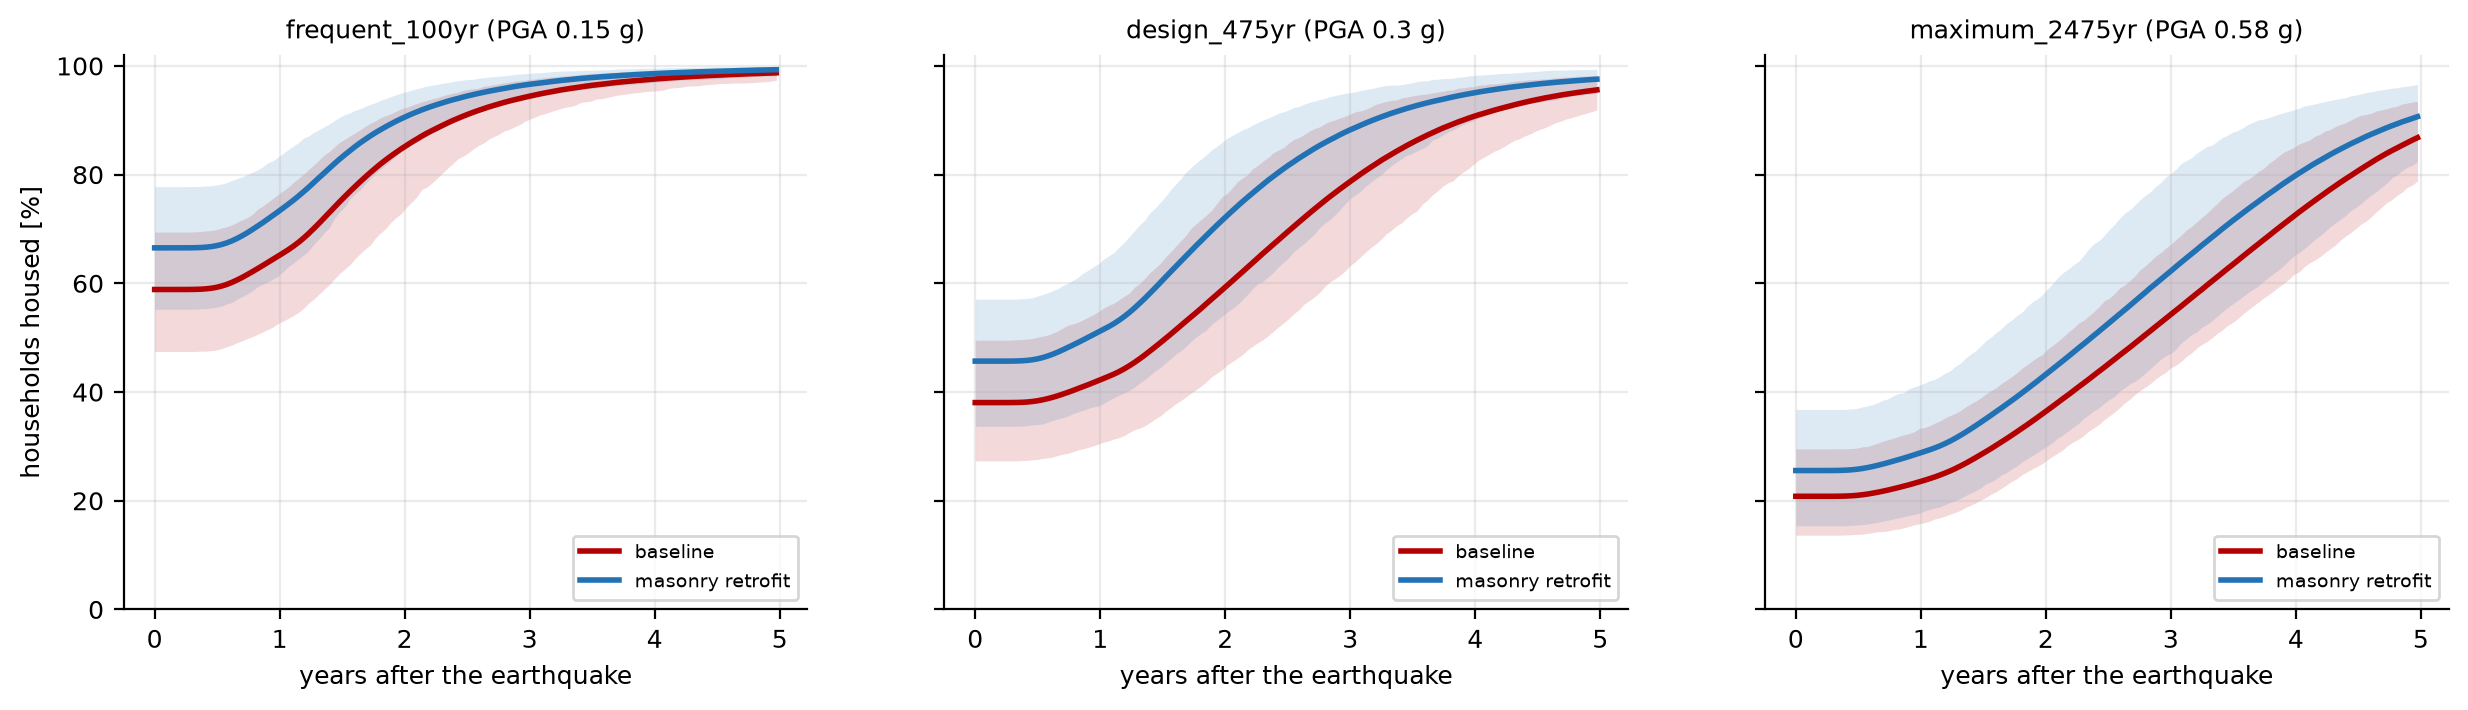 frequent_100yr (PGA 0.15 g)
households housed [%]
100
80
60
40
20
0
0 1 2 3 4 5
years after the earthquake
baseline
masonry retrofit
design_475yr (PGA 0.3 g)
0 1 2 3 4 5
years after the earthquake
baseline
masonry retrofit
maximum_2475yr (PGA 0.58 g)
0 1 2 3 4 5
years after the earthquake
baseline
masonry retrofit